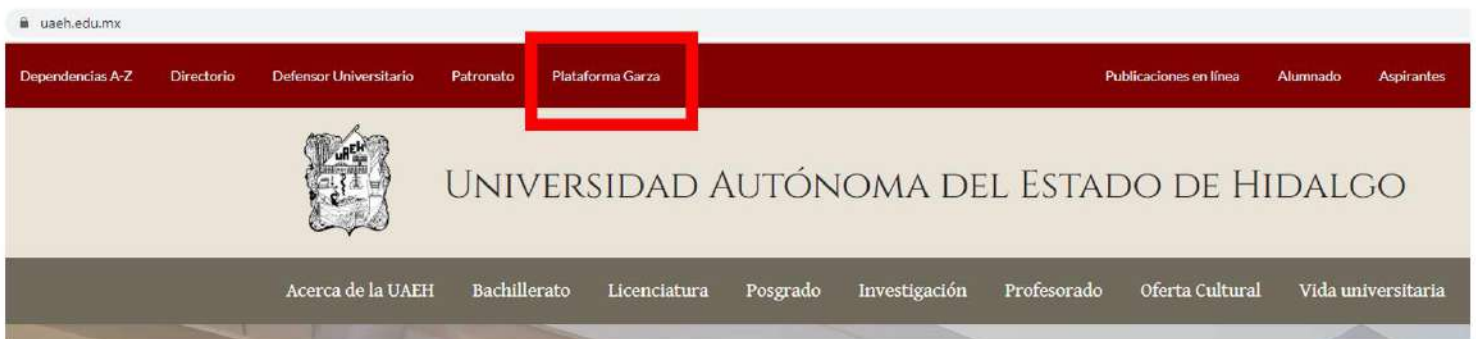 uaeh.edu.mx
Dependencias A-Z Directorio Defensor Universitario Patronato Plataforma Garza Publicaciones en línea Alumnado Aspirantes
UAEH
UNIVERSIDAD AUTÓNOMA DEL ESTADO DE HIDALGO
Acerca de la UAEH Bachillerato Licenciatura Posgrado Investigación Profesorado Oferta Cultural Vida universitaria